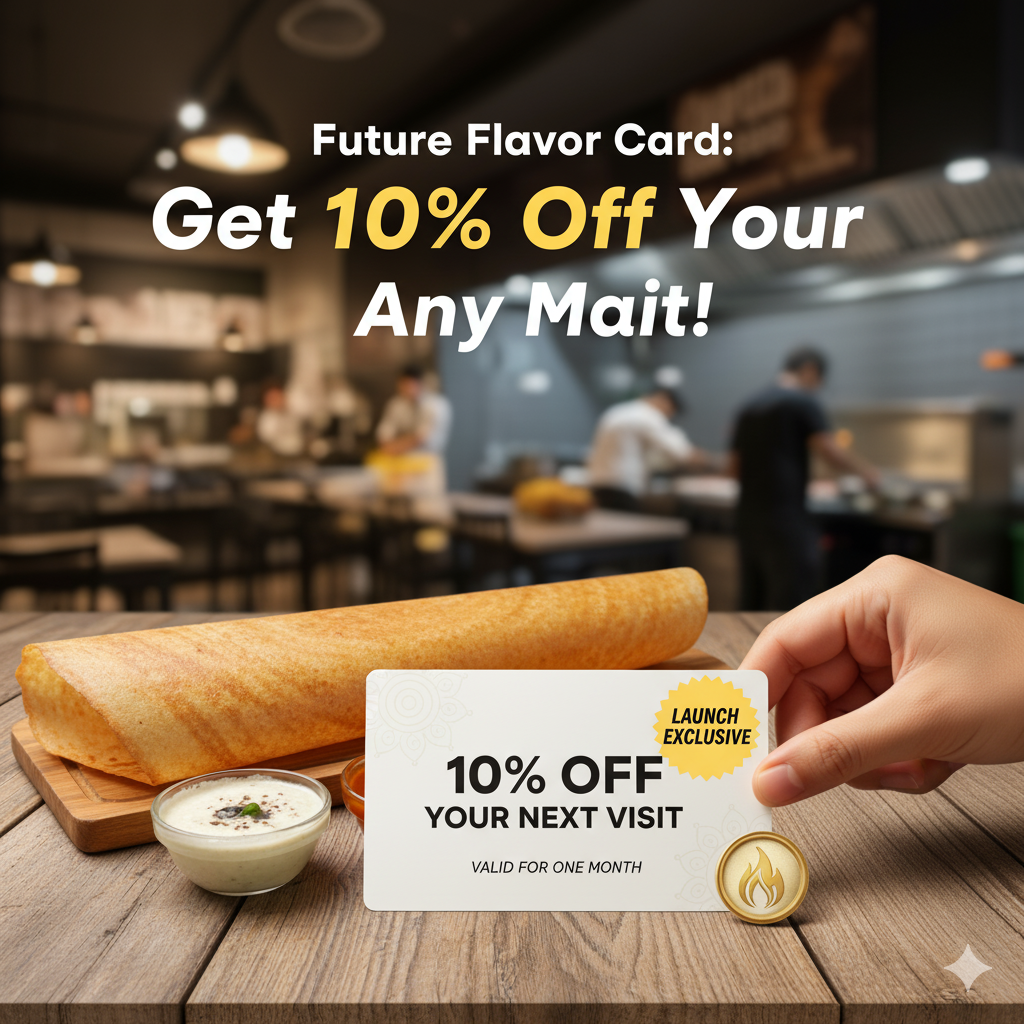 Future Flavor Card:
Get 10% Off Your
Any Mait!
LAUNCH
EXCLUSIVE
10% OFF
YOUR NEXT VISIT
VALID FOR ONE MONTH